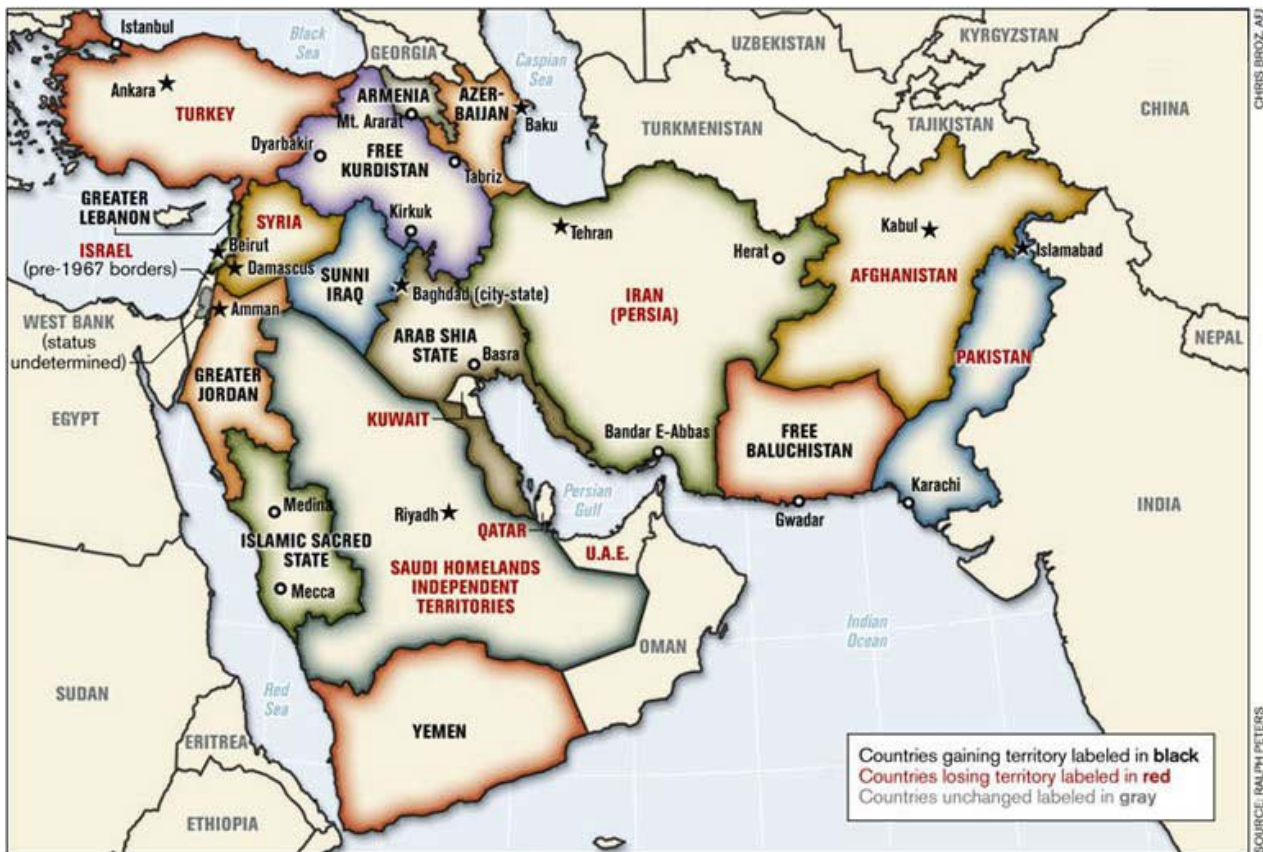 Istanbul
Black
Sea
GEORGIA
Caspian
Sea
UZBEKISTAN
KYRGYZSTAN
CHRIS BROZ, AFJ
Ankara
TURKEY
ARMENIA
Mt. Ararat
AZER-
BAIJAN
Baku
TURKMENISTAN
TAJIKISTAN
CHINA
Dyarbakir
FREE
KURDISTAN
Tabriz
GREATER
LEBANON
SYRIA
Kirkuk
Tehran
Herat
Kabul
Islamabad
ISRAEL
(pre-1967 borders)
Beirut
Damascus
SUNNI
IRAQ
Baghdad (city-state)
IRAN
(PERSIA)
AFGHANISTAN
WEST BANK
(status
undetermined)
Amman
ARAB SHIA
STATE
Basra
PAKISTAN
NEPAL
GREATER
JORDAN
EGYPT
KUWAIT
Bandar E-Abbas
FREE
BALUCHISTAN
Karachi
Medina
ISLAMIC SACRED
STATE
Mecca
Riyadh
Persian
Gulf
QATAR
U.A.E.
Gwadar
INDIA
SAUDI HOMELANDS
INDEPENDENT
TERRITORIES
OMAN
Indian
Ocean
SUDAN
Red
Sea
YEMEN
ERITREA
ETHIOPIA
Countries gaining territory labeled in black
Countries losing territory labeled in red
Countries unchanged labeled in gray
SOURCE: RALPH PETERS